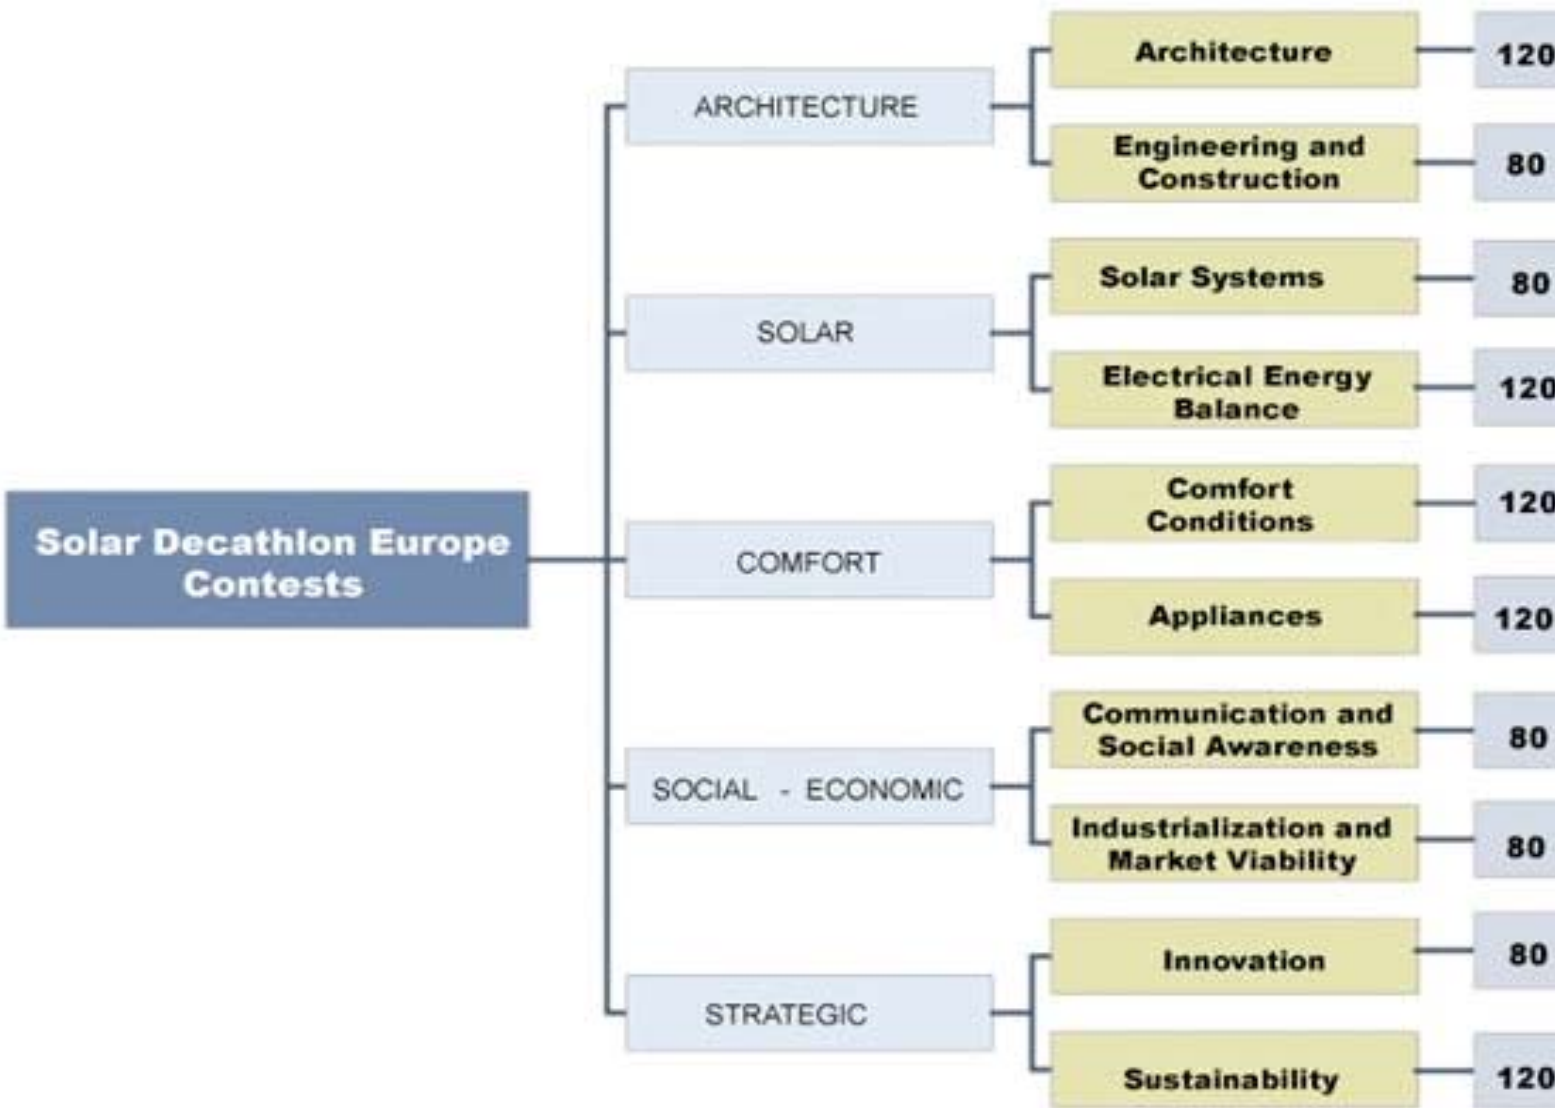 Solar Decathlon Europe
Contests
ARCHITECTURE
Architecture
120
Engineering and
Construction
80
SOLAR
Solar Systems
80
Electrical Energy
Balance
120
COMFORT
Comfort
Conditions
120
Appliances
120
SOCIAL - ECONOMIC
Communication and
Social Awareness
80
Industrialization and
Market Viability
80
STRATEGIC
Innovation
80
Sustainability
120